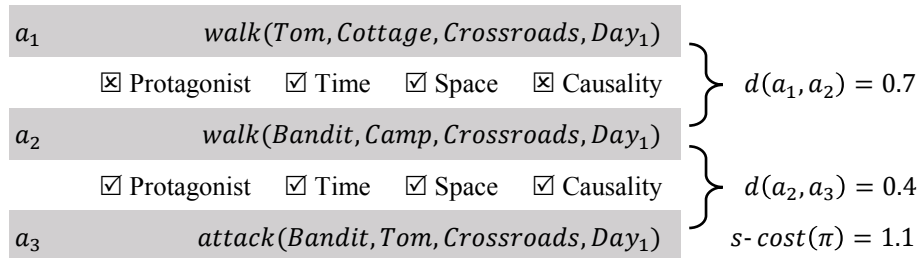 a₁ walk(Tom, Cottage, Crossroads, Day₁)
☒ Protagonist ☑ Time ☑ Space ☒ Causality d(a₁, a₂) = 0.7
a₂ walk(Bandit, Camp, Crossroads, Day₁)
☑ Protagonist ☑ Time ☑ Space ☑ Causality d(a₂, a₃) = 0.4
a₃ attack(Bandit, Tom, Crossroads, Day₁) s-cost(π) = 1.1